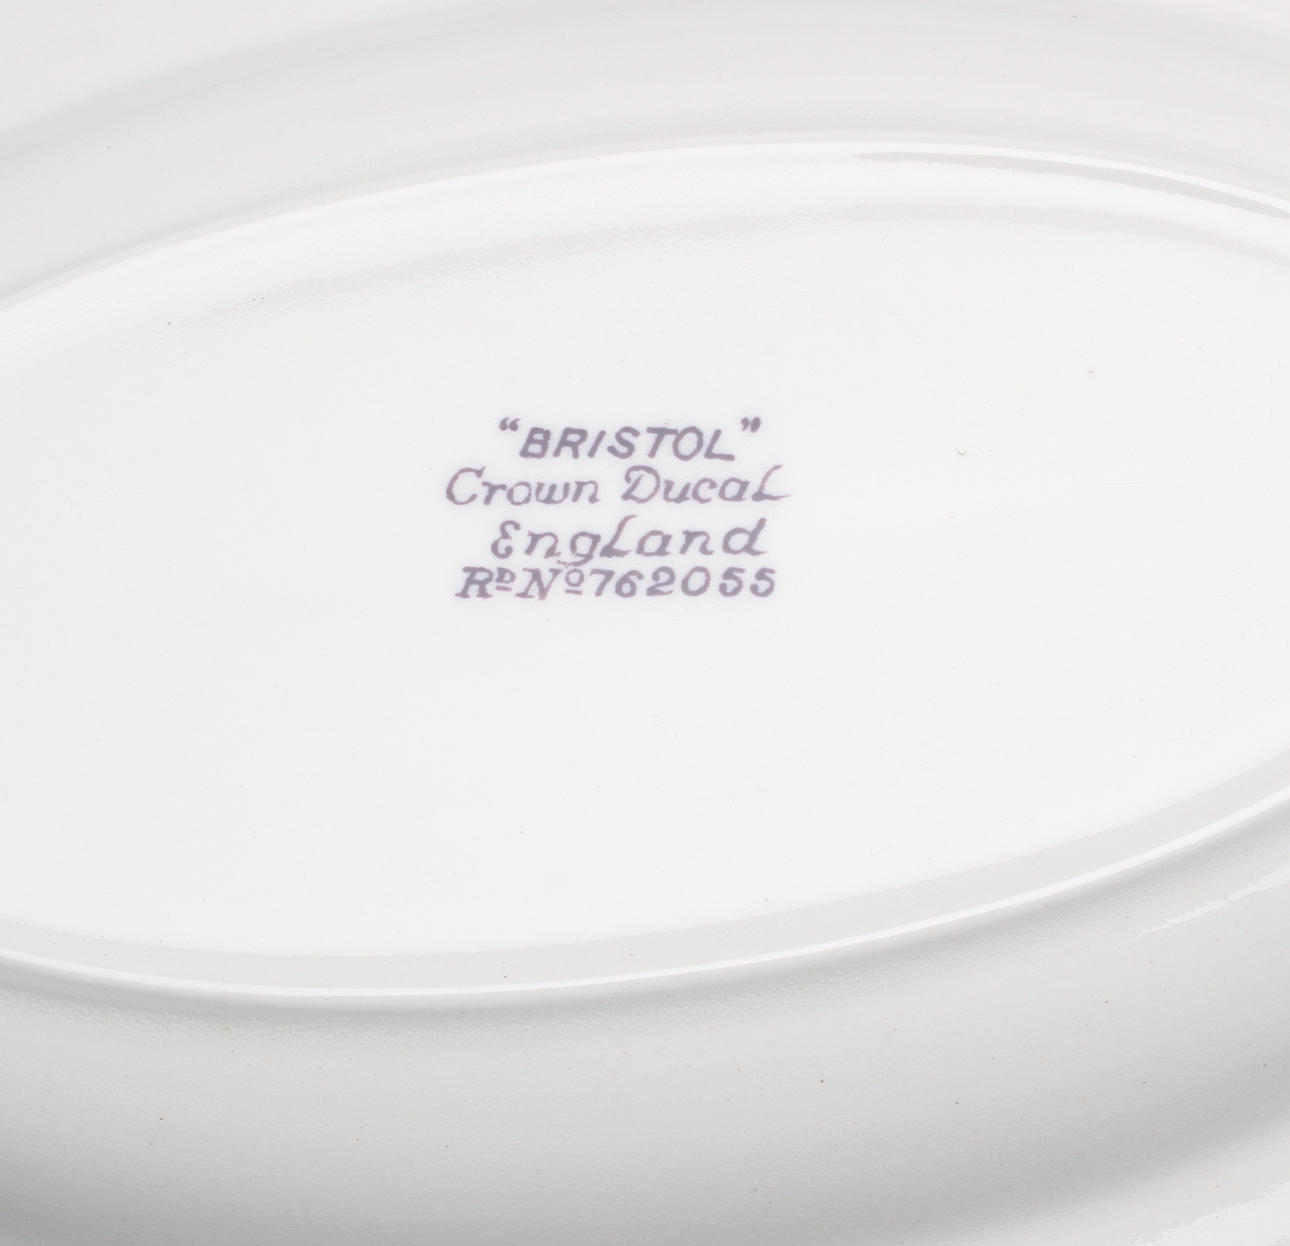 “BRISTOL”
Crown Ducal
England
Rᴰ Nº 762055